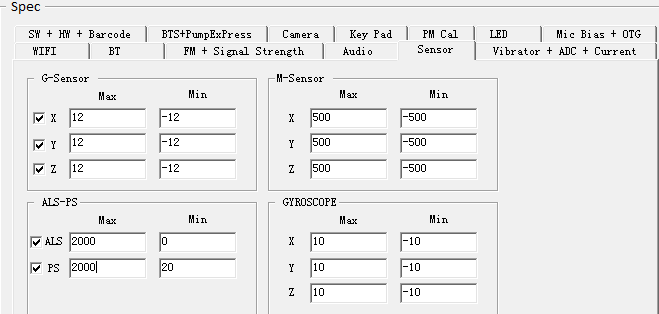 Spec
SW + HW + Barcode BTS+PumpExPress Camera Key Pad PM Cal LED Mic Bias + OTG
WIFI BT FM + Signal Strength Audio Sensor Vibrator + ADC + Current
G-Sensor M-Sensor
Max Min Max Min
X 12 -12 X 500 -500
Y 12 -12 Y 500 -500
Z 12 -12 Z 500 -500
ALS-PS GYROSCOPE
Max Min Max Min
ALS 2000 0 X 10 -10
PS 2000 20 Y 10 -10
Z 10 -10